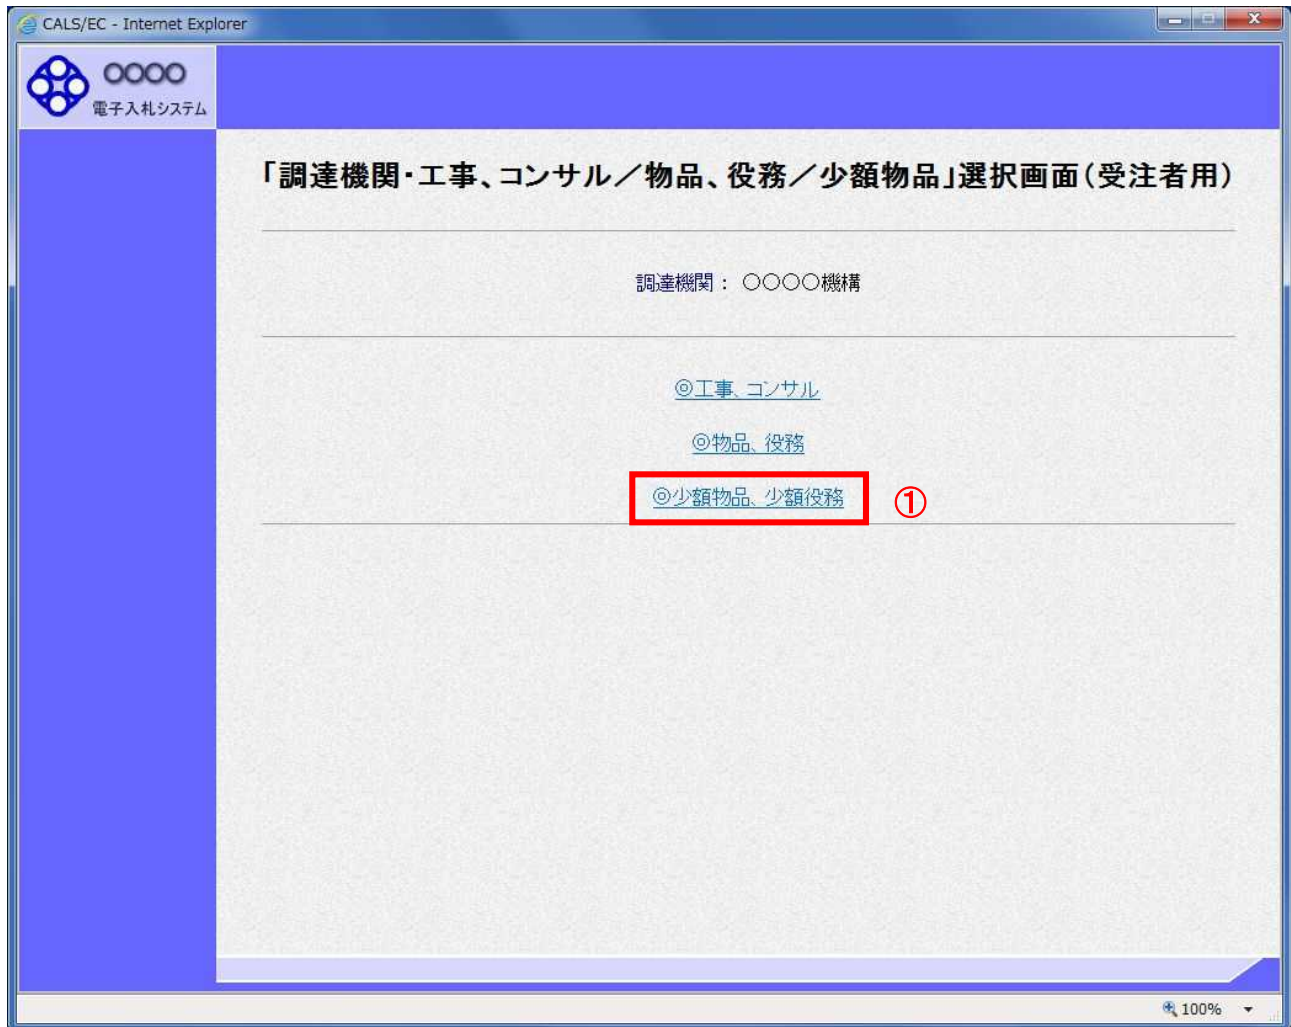 CALS/EC - Internet Explorer
○○○○
電子入札システム
「調達機関・工事、コンサル／物品、役務／少額物品」選択画面(受注者用)
調達機関： ○○○○機構
◎工事、コンサル
◎物品、役務
◎少額物品、少額役務
①
100%